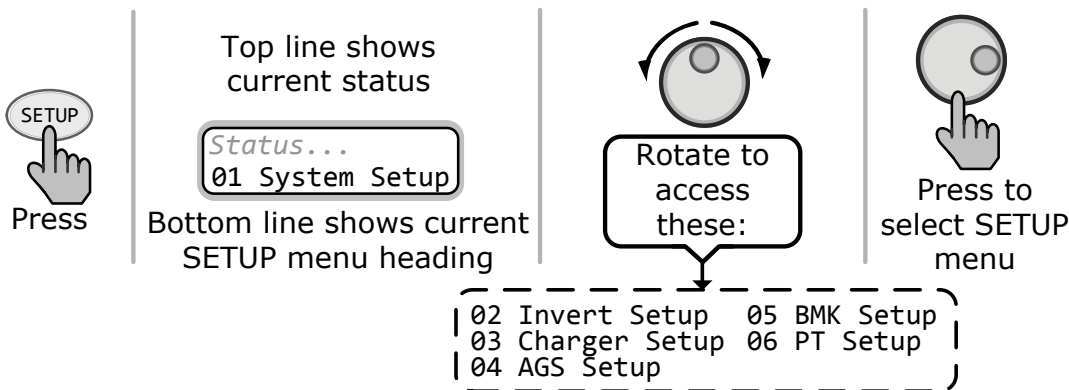 SETUP
Press
Top line shows
current status
Status...
01 System Setup
Bottom line shows current
SETUP menu heading
Rotate to
access
these:
02 Invert Setup 05 BMK Setup
03 Charger Setup 06 PT Setup
04 AGS Setup
Press to
select SETUP
menu